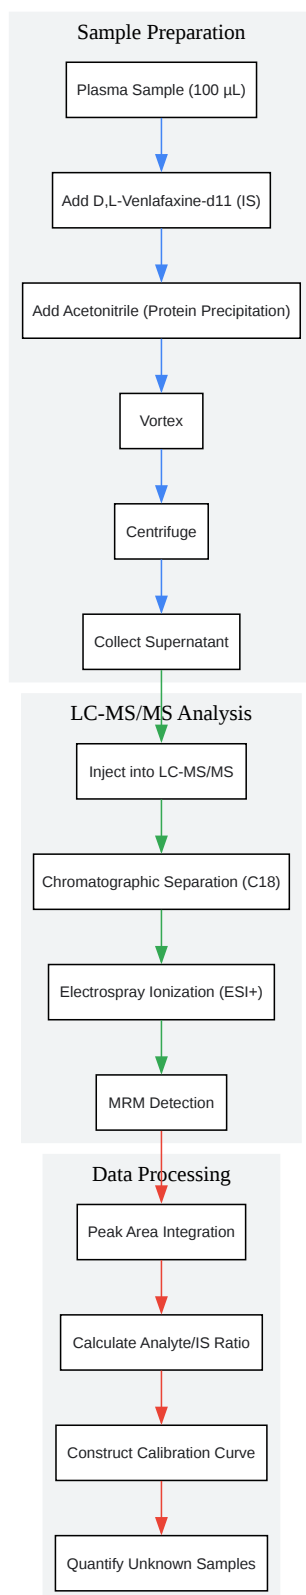 Sample Preparation
Plasma Sample (100 µL)
Add D,L-Venlafaxine-d11 (IS)
Add Acetonitrile (Protein Precipitation)
Vortex
Centrifuge
Collect Supernatant
LC-MS/MS Analysis
Inject into LC-MS/MS
Chromatographic Separation (C18)
Electrospray Ionization (ESI+)
MRM Detection
Data Processing
Peak Area Integration
Calculate Analyte/IS Ratio
Construct Calibration Curve
Quantify Unknown Samples